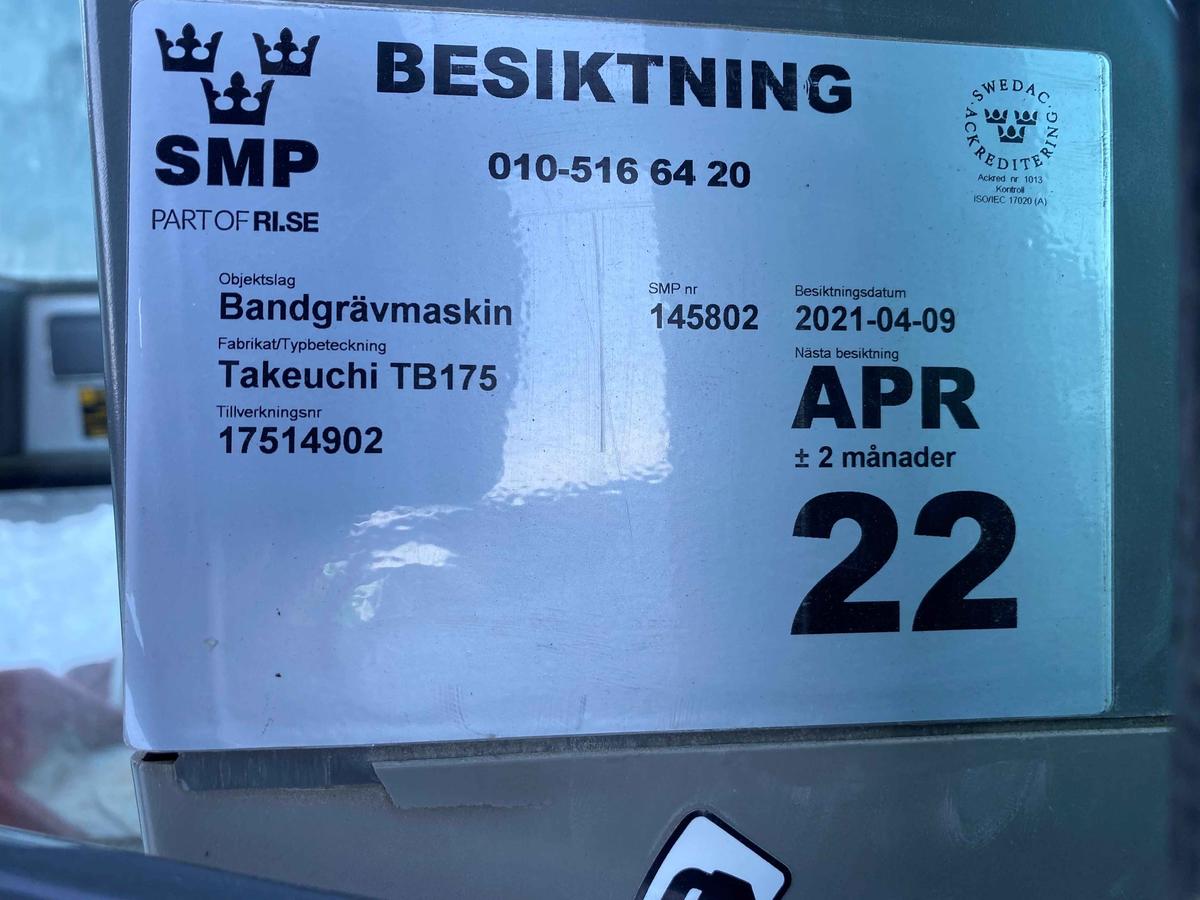 BESIKTNING
SMP
PART OF RI.SE
010-516 64 20
SWEDAC
ACKREDITERING
Ackred. nr 1013
Kontroll
ISO/IEC 17020 (A)
Objektslag
Bandgrävmaskin
Fabrikat/Typbeteckning
Takeuchi TB175
Tillverkningsnr
17514902
SMP nr
145802
Besiktningsdatum
2021-04-09
Nästa besiktning
APR
± 2 månader
22